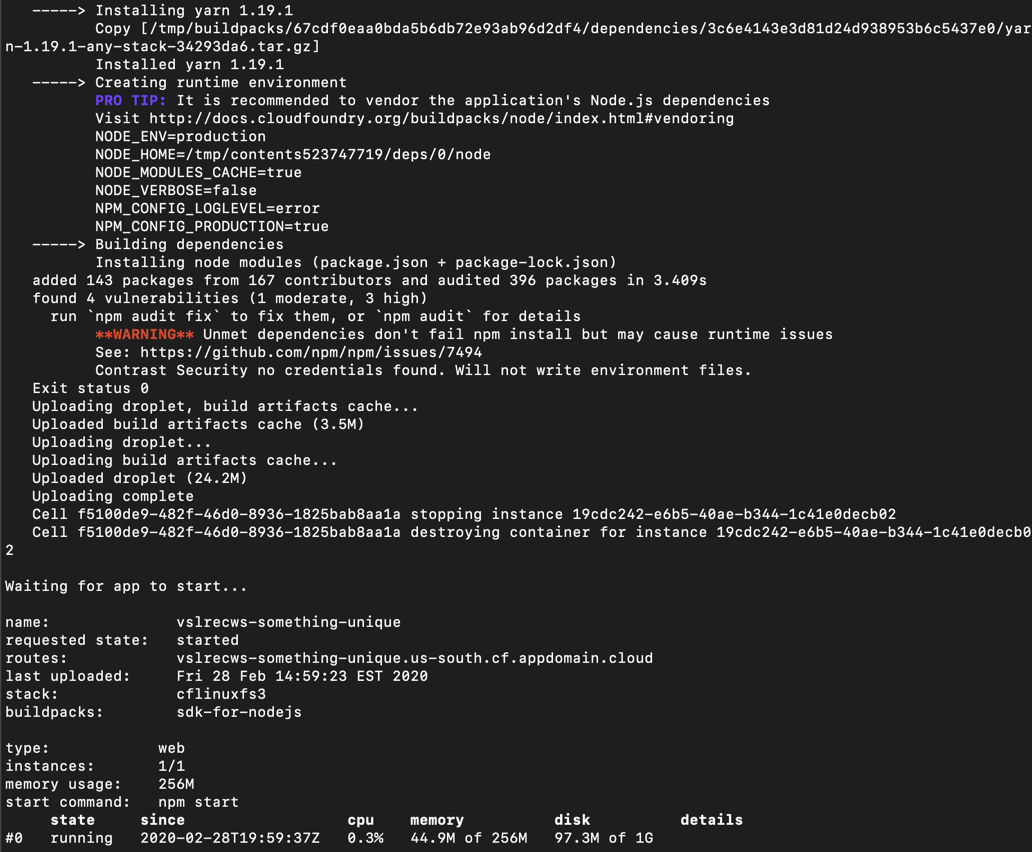 -----> Installing yarn 1.19.1
Copy [/tmp/buildpacks/67cdf0eaa0bda5b6db72e93ab96d2df4/dependencies/3c6e4143e3d81d24d938953b6c5437e0/yar
n-1.19.1-any-stack-34293da6.tar.gz]
Installed yarn 1.19.1
-----> Creating runtime environment
PRO TIP: It is recommended to vendor the application's Node.js dependencies
Visit http://docs.cloudfoundry.org/buildpacks/node/index.html#vendoring
NODE_ENV=production
NODE_HOME=/tmp/contents523747719/deps/0/node
NODE_MODULES_CACHE=true
NODE_VERBOSE=false
NPM_CONFIG_LOGLEVEL=error
NPM_CONFIG_PRODUCTION=true
-----> Building dependencies
Installing node modules (package.json + package-lock.json)
added 143 packages from 167 contributors and audited 396 packages in 3.409s
found 4 vulnerabilities (1 moderate, 3 high)
run `npm audit fix` to fix them, or `npm audit` for details
**WARNING** Unmet dependencies don't fail npm install but may cause runtime issues
See: https://github.com/npm/npm/issues/7494
Contrast Security no credentials found. Will not write environment files.
Exit status 0
Uploading droplet, build artifacts cache...
Uploaded build artifacts cache (3.5M)
Uploading droplet...
Uploading build artifacts cache...
Uploaded droplet (24.2M)
Uploading complete
Cell f5100de9-482f-46d0-8936-1825bab8aa1a stopping instance 19cdc242-e6b5-40ae-b344-1c41e0decb02
Cell f5100de9-482f-46d0-8936-1825bab8aa1a destroying container for instance 19cdc242-e6b5-40ae-b344-1c41e0decb0
2
Waiting for app to start...
name: vslrecws-something-unique
requested state: started
routes: vslrecws-something-unique.us-south.cf.appdomain.cloud
last uploaded: Fri 28 Feb 14:59:23 EST 2020
stack: cflinuxfs3
buildpacks: sdk-for-nodejs
type: web
instances: 1/1
memory usage: 256M
start command: npm start
state since cpu memory disk details
#0 running 2020-02-28T19:59:37Z 0.3% 44.9M of 256M 97.3M of 1G